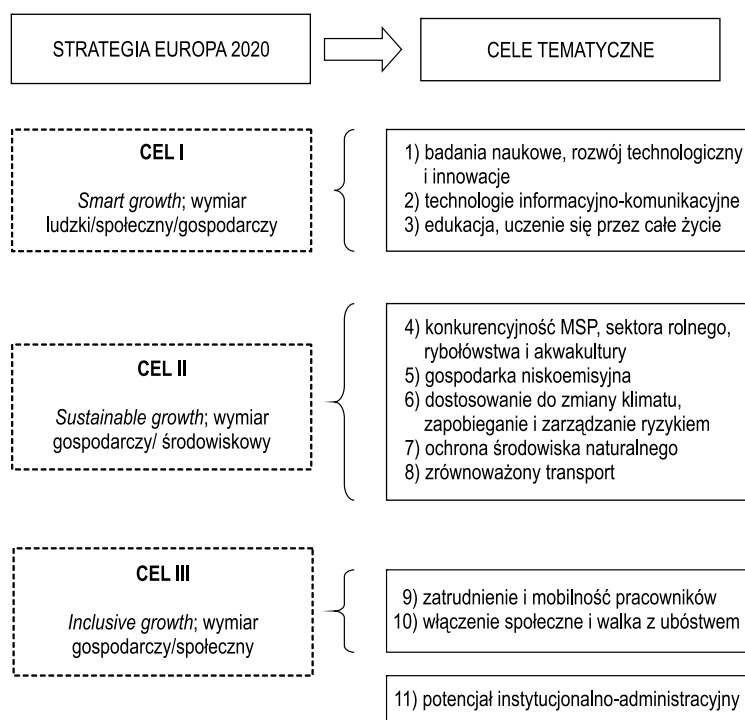 STRATEGIA EUROPA 2020
CELE TEMATYCZNE
CEL I
Smart growth; wymiar
ludzki/społeczny/gospodarczy
1) badania naukowe, rozwój technologiczny
i innowacje
2) technologie informacyjno-komunikacyjne
3) edukacja, uczenie się przez całe życie
CEL II
Sustainable growth; wymiar
gospodarczy/ środowiskowy
4) konkurencyjność MSP, sektora rolnego,
rybołówstwa i akwakultury
5) gospodarka niskoemisyjna
6) dostosowanie do zmiany klimatu,
zapobieganie i zarządzanie ryzykiem
7) ochrona środowiska naturalnego
8) zrównoważony transport
CEL III
Inclusive growth; wymiar
gospodarczy/społeczny
9) zatrudnienie i mobilność pracowników
10) włączenie społeczne i walka z ubóstwem
11) potencjał instytucjonalno-administracyjny